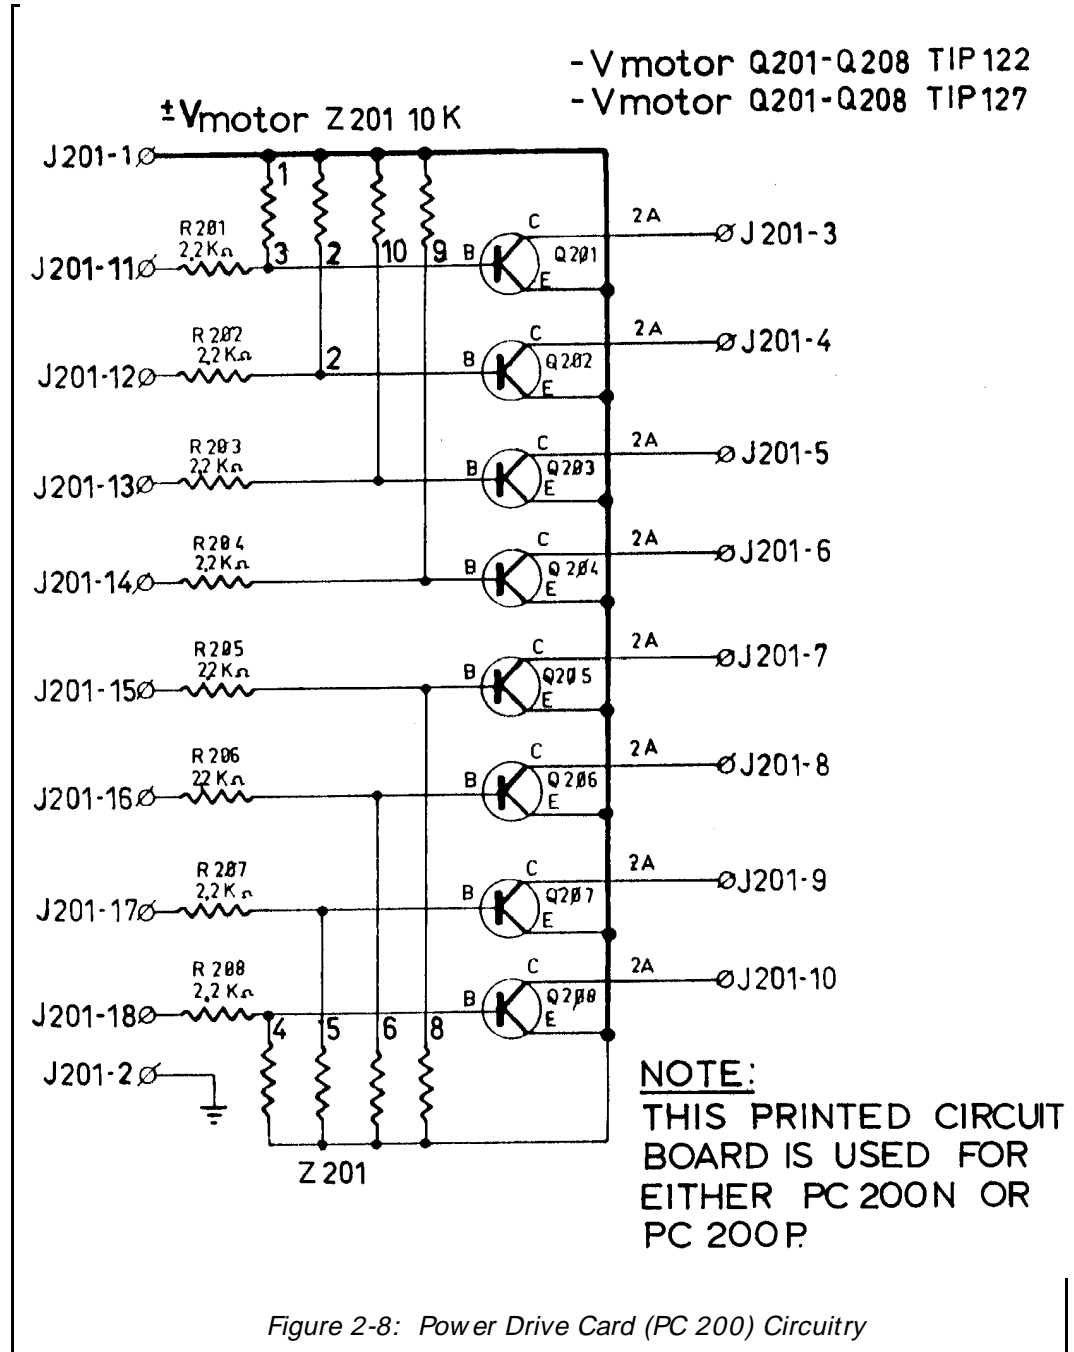 -Vmotor Q201-Q208 TIP122
-Vmotor Q201-Q208 TIP127
±Vmotor Z201 10K
J201-1
1
R201
2,2KΩ
J201-11
3 2 10 9
B C E Q201
2A
J201-3
R202
2,2KΩ
J201-12
2
B C E Q202
2A
J201-4
R203
2,2KΩ
J201-13
B C E Q203
2A
J201-5
R204
2,2KΩ
J201-14
B C E Q204
2A
J201-6
R205
22KΩ
J201-15
B C E Q205
2A
J201-7
R206
22KΩ
J201-16
B C E Q206
2A
J201-8
R207
2,2KΩ
J201-17
B C E Q207
2A
J201-9
R208
2,2KΩ
J201-18
4 5 6 8
B C E Q208
2A
J201-10
J201-2
Z201
NOTE:
THIS PRINTED CIRCUIT
BOARD IS USED FOR
EITHER PC200N OR
PC 200P.
Figure 2-8: Power Drive Card (PC 200) Circuitry